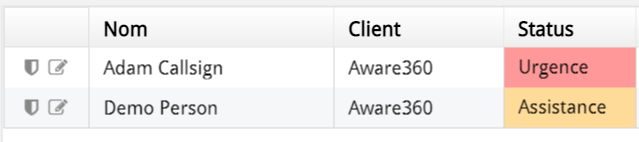 Nom Client Status
Adam Callsign Aware360 Urgence
Demo Person Aware360 Assistance